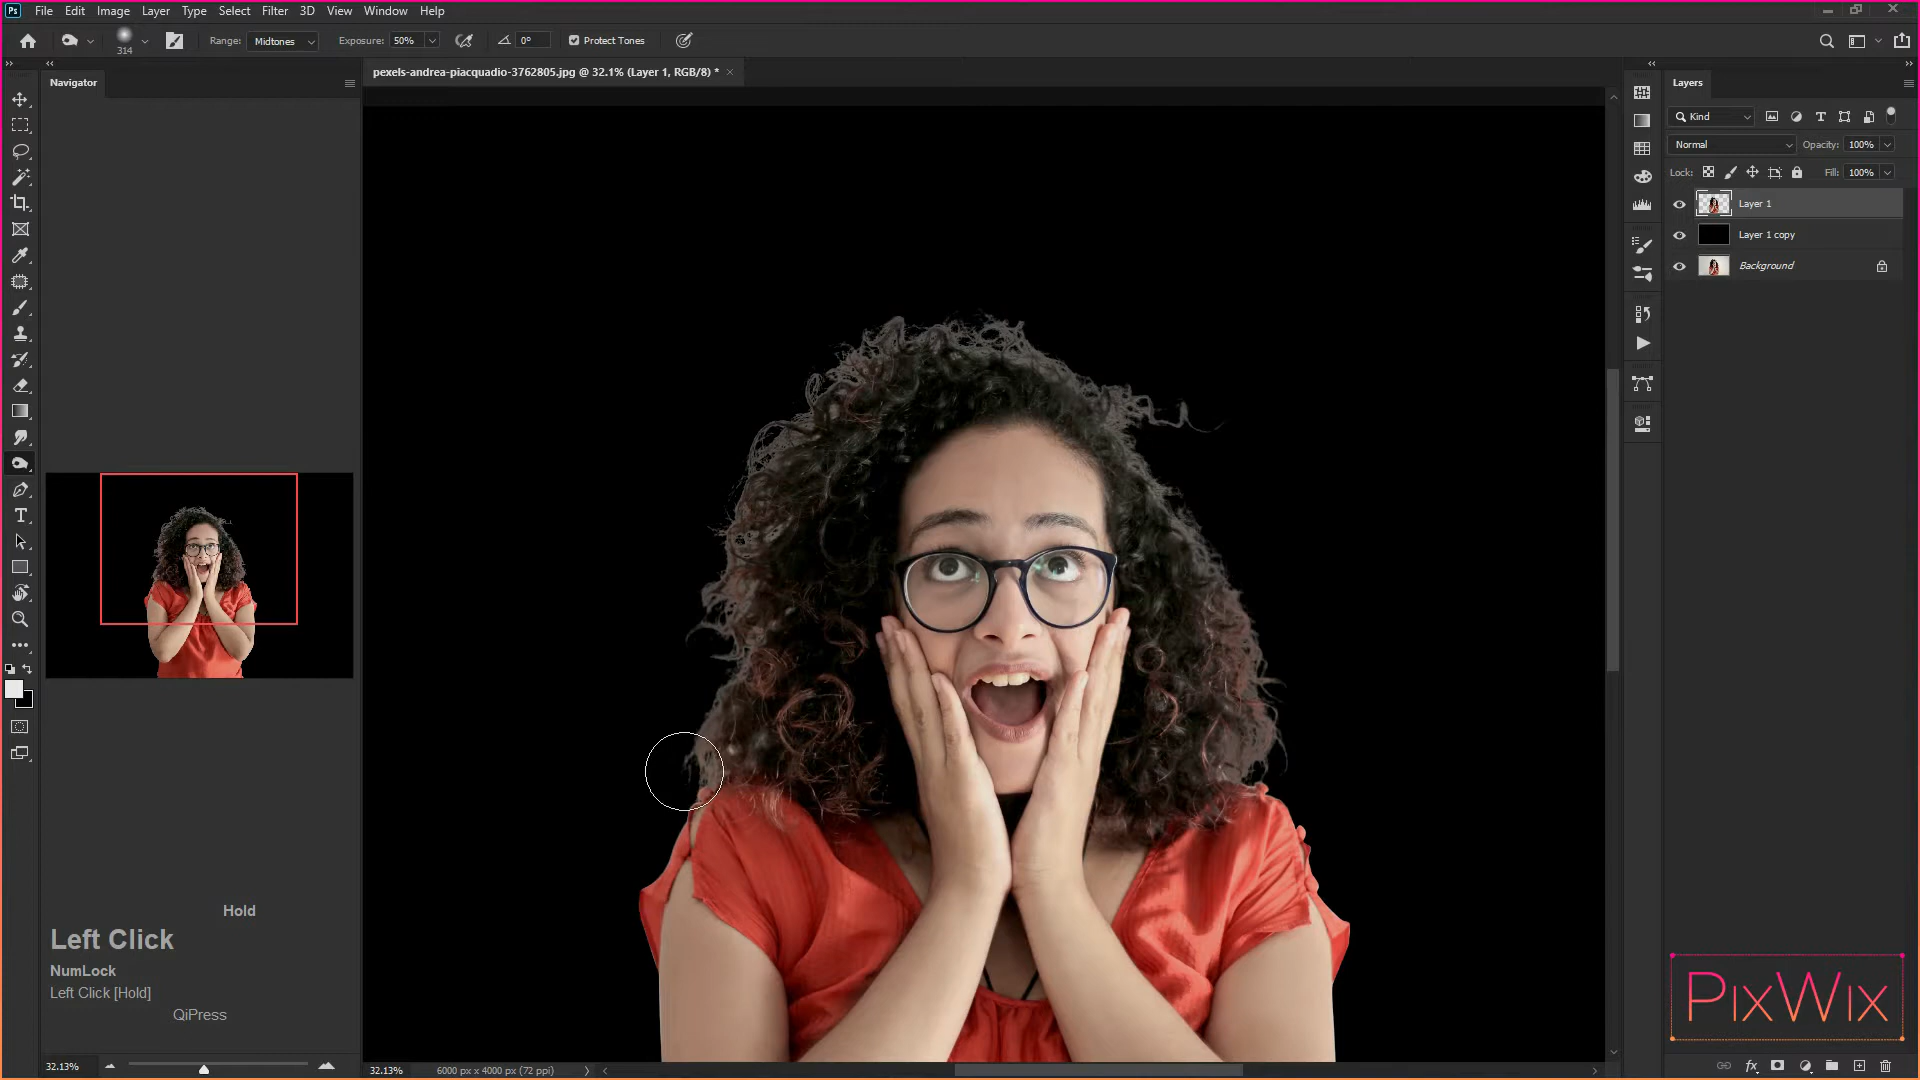 Ps File Edit Image Layer Type Select Filter 3D View Window Help
314 Range: Midtones Exposure: 50% 0° Protect Tones
Navigator
pexels-andrea-piacquadio-3762805.jpg @ 32.1% (Layer 1, RGB/8) *
Layers
Kind
Normal Opacity: 100%
Lock: Fill: 100%
Layer 1
Layer 1 copy
Background
Hold
Left Click
NumLock
Left Click [Hold]
QiPress
PixWix
32.13%
32.13% 6000 px x 4000 px (72 ppi)